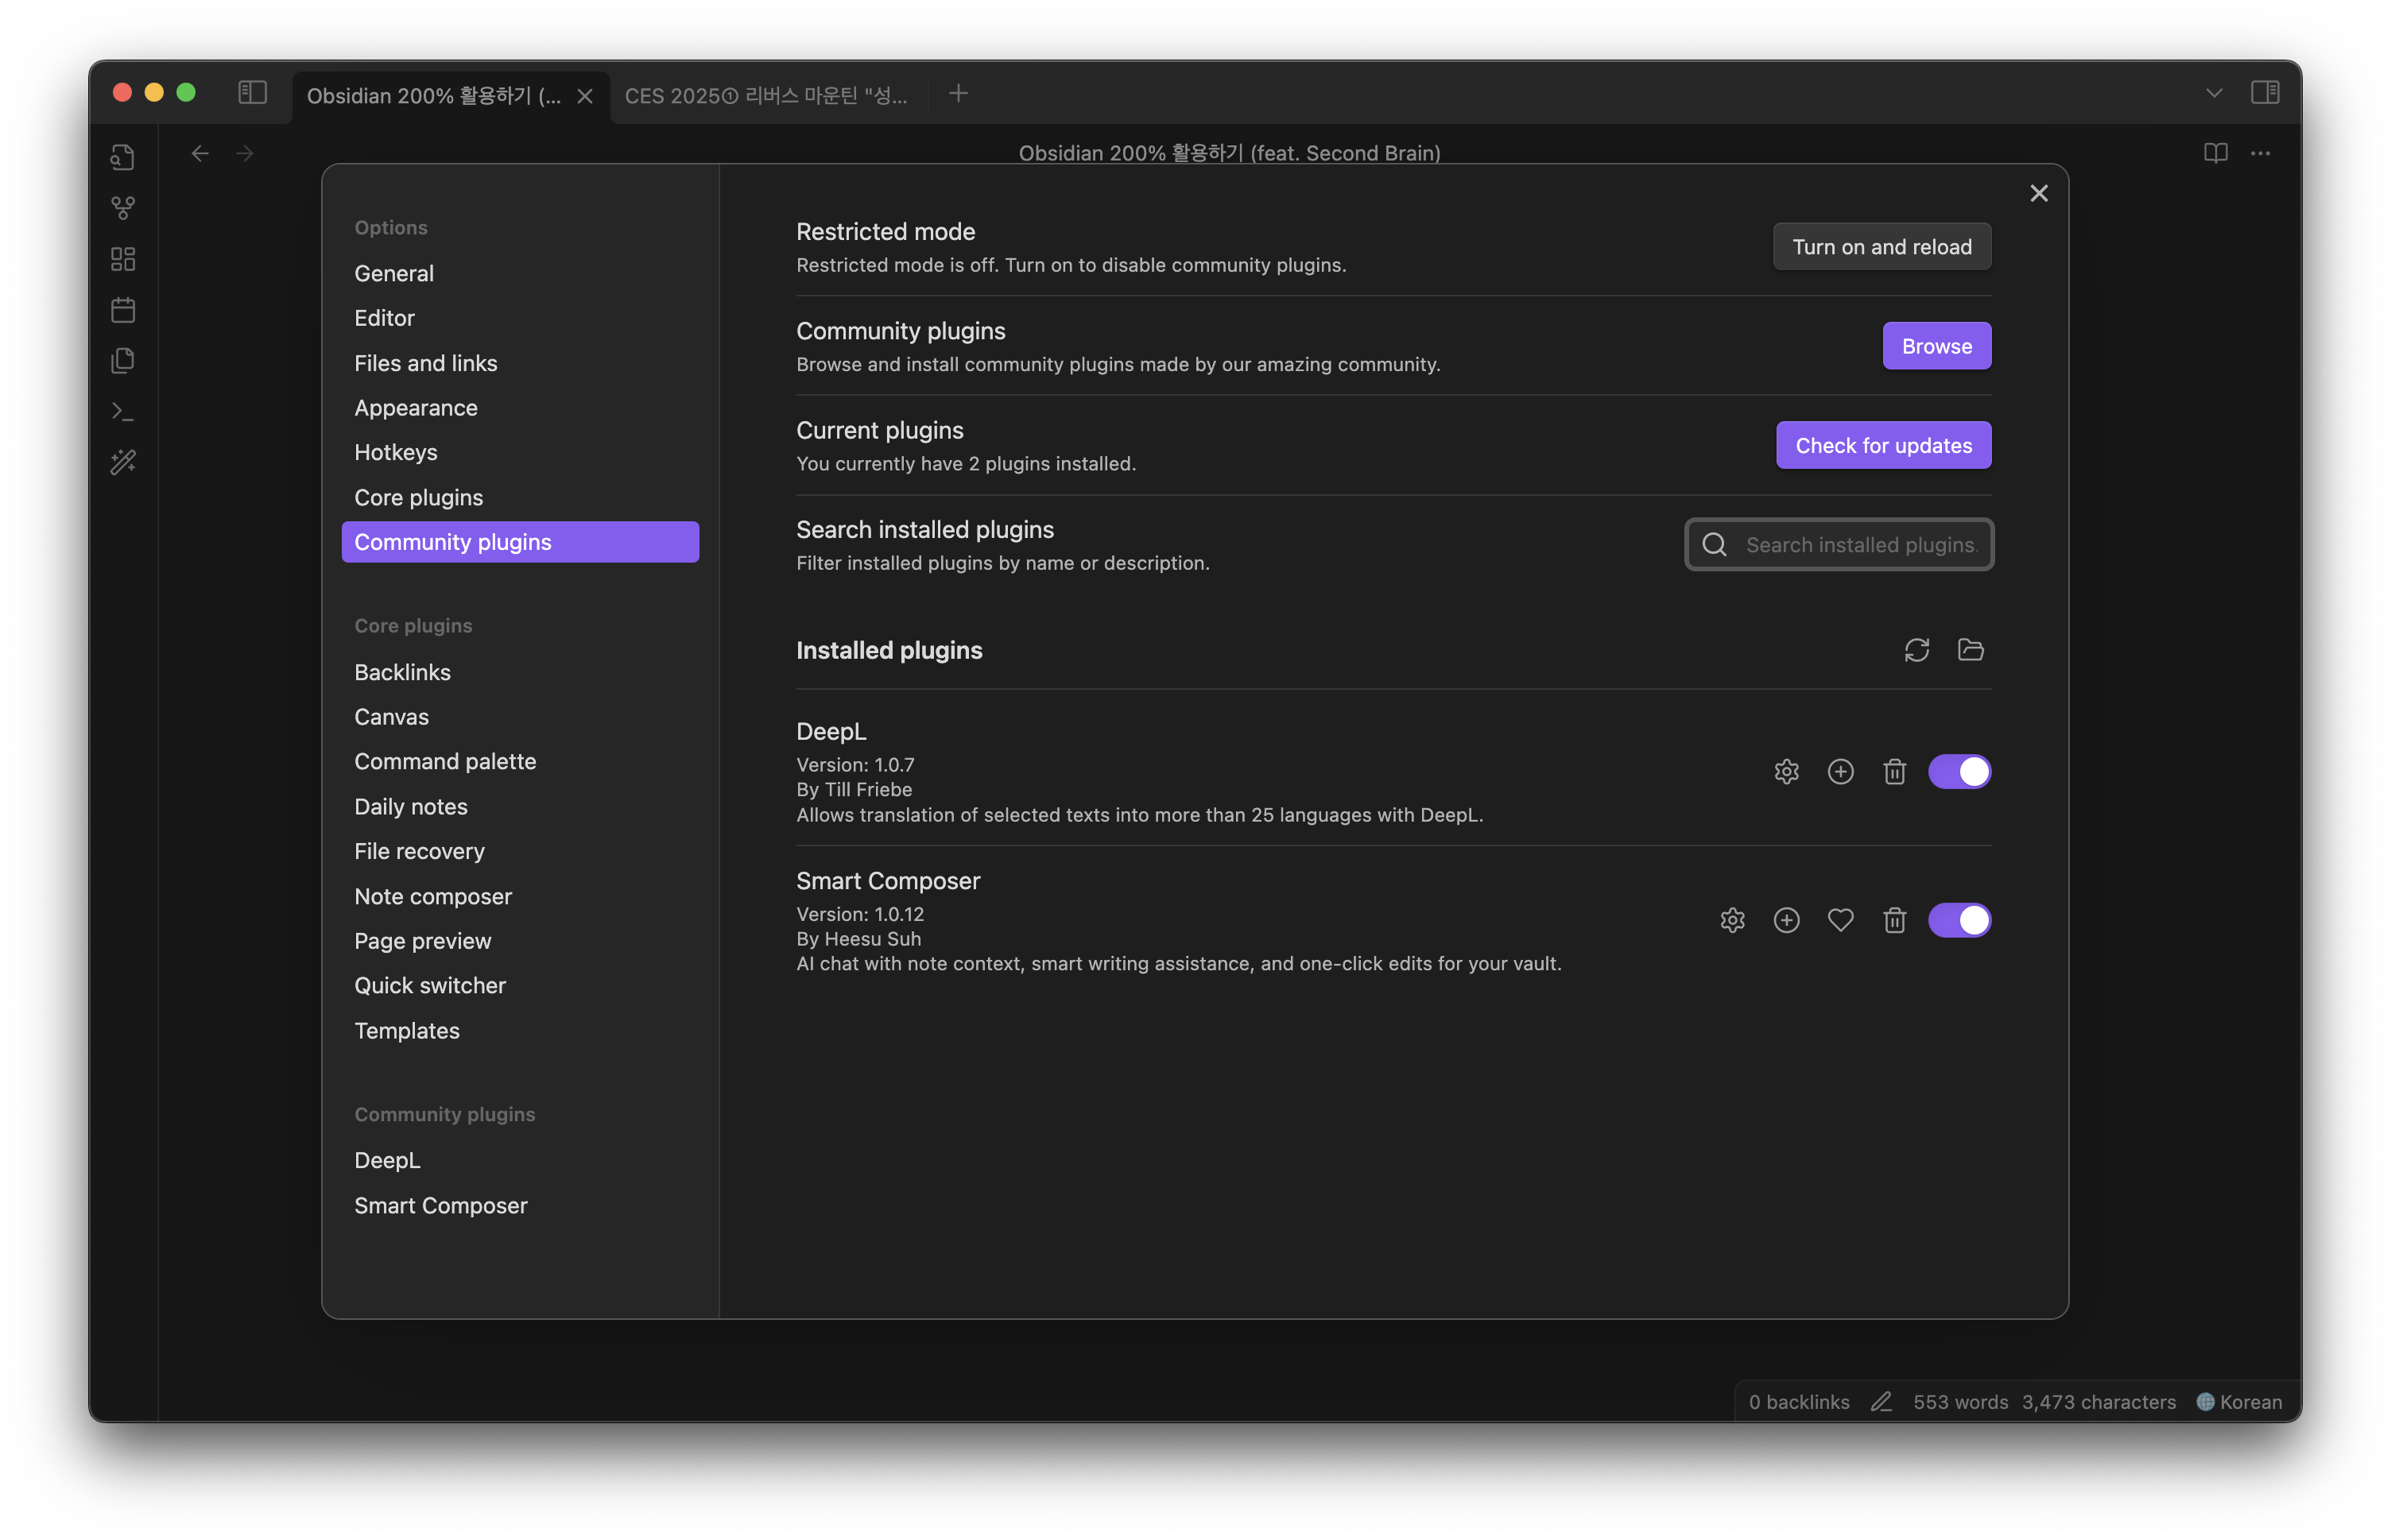 Obsidian 200% 활용하기 (...
CES 2025① 리버스 마운틴 "성...
Obsidian 200% 활용하기 (feat. Second Brain)
Options
General
Editor
Files and links
Appearance
Hotkeys
Core plugins
Community plugins
Core plugins
Backlinks
Canvas
Command palette
Daily notes
File recovery
Note composer
Page preview
Quick switcher
Templates
Community plugins
DeepL
Smart Composer
Restricted mode
Restricted mode is off. Turn on to disable community plugins.
Turn on and reload
Community plugins
Browse and install community plugins made by our amazing community.
Browse
Current plugins
You currently have 2 plugins installed.
Check for updates
Search installed plugins
Filter installed plugins by name or description.
Search installed plugins.
Installed plugins
DeepL
Version: 1.0.7
By Till Friebe
Allows translation of selected texts into more than 25 languages with DeepL.
Smart Composer
Version: 1.0.12
By Heesu Suh
AI chat with note context, smart writing assistance, and one-click edits for your vault.
0 backlinks
553 words
3,473 characters
Korean